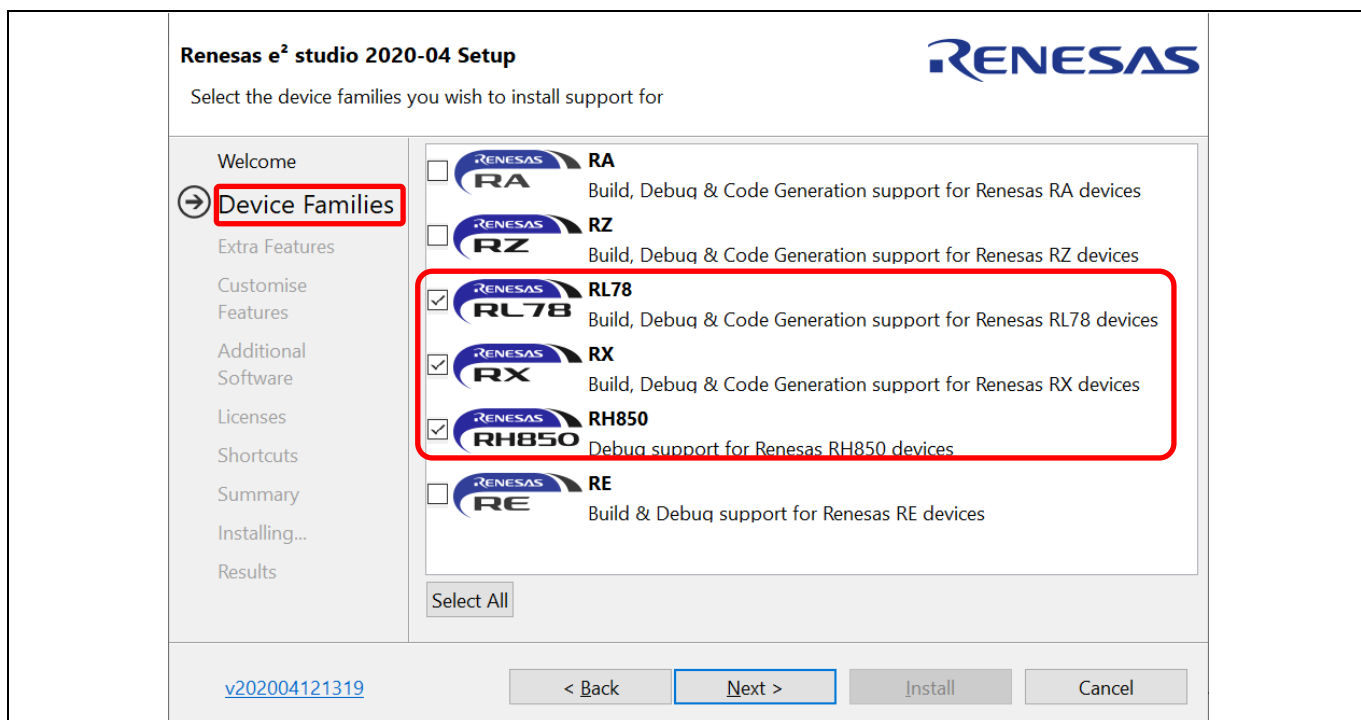 Renesas e² studio 2020-04 Setup
RENESAS
Select the device families you wish to install support for
Welcome
Device Families
Extra Features
Customise
Features
Additional
Software
Licenses
Shortcuts
Summary
Installing...
Results
RENESAS
RA
RA
Build, Debug & Code Generation support for Renesas RA devices
RENESAS
RZ
RZ
Build, Debug & Code Generation support for Renesas RZ devices
RENESAS
RL78
RL78
Build, Debug & Code Generation support for Renesas RL78 devices
RENESAS
RX
RX
Build, Debug & Code Generation support for Renesas RX devices
RENESAS
RH850
RH850
Debug support for Renesas RH850 devices
RENESAS
RE
RE
Build & Debug support for Renesas RE devices
Select All
v202004121319
< Back
Next >
Install
Cancel